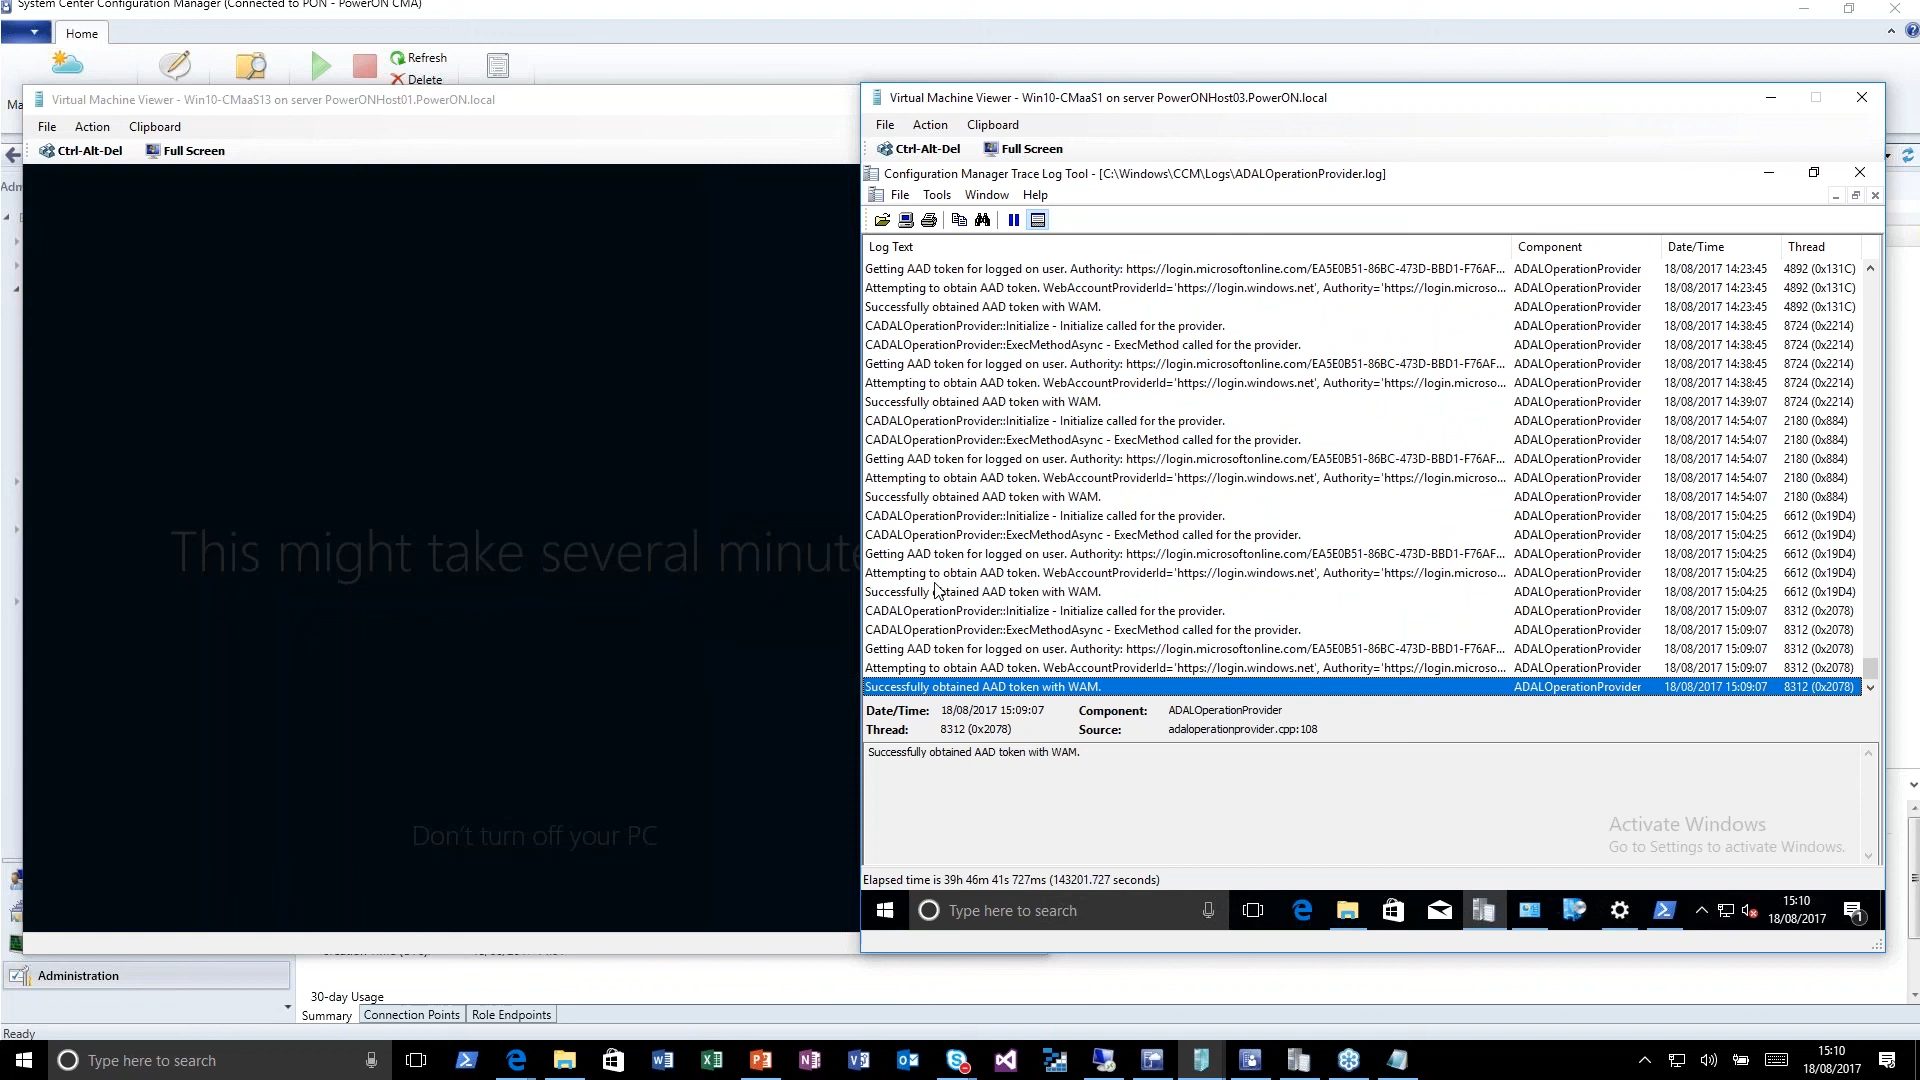 System Center Configuration Manager (Connected to PON - PowerON CMA)
Home
Refresh
Delete
Virtual Machine Viewer - Win10-CMaaS13 on server PowerONHost01.PowerON.local
File Action Clipboard
Ctrl-Alt-Del Full Screen
This might take several minute
Don't turn off your PC
Virtual Machine Viewer - Win10-CMaaS1 on server PowerONHost03.PowerON.local
File Action Clipboard
Ctrl-Alt-Del Full Screen
Configuration Manager Trace Log Tool - [C:\Windows\CCM\Logs\ADALOperationProvider.log]
File Tools Window Help
Log Text Component Date/Time Thread
Getting AAD token for logged on user. Authority: https://login.microsoftonline.com/EA5E0B51-86BC-473D-BBD1-F76AF... ADALOperationProvider 18/08/2017 14:23:45 4892 (0x131C)
Attempting to obtain AAD token. WebAccountProviderId='https://login.windows.net', Authority='https://login.microso... ADALOperationProvider 18/08/2017 14:23:45 4892 (0x131C)
Successfully obtained AAD token with WAM. ADALOperationProvider 18/08/2017 14:23:45 4892 (0x131C)
CADALOperationProvider::Initialize - Initialize called for the provider. ADALOperationProvider 18/08/2017 14:38:45 8724 (0x2214)
CADALOperationProvider::ExecMethodAsync - ExecMethod called for the provider. ADALOperationProvider 18/08/2017 14:38:45 8724 (0x2214)
Getting AAD token for logged on user. Authority: https://login.microsoftonline.com/EA5E0B51-86BC-473D-BBD1-F76AF... ADALOperationProvider 18/08/2017 14:38:45 8724 (0x2214)
Attempting to obtain AAD token. WebAccountProviderId='https://login.windows.net', Authority='https://login.microso... ADALOperationProvider 18/08/2017 14:38:45 8724 (0x2214)
Successfully obtained AAD token with WAM. ADALOperationProvider 18/08/2017 14:39:07 8724 (0x2214)
CADALOperationProvider::Initialize - Initialize called for the provider. ADALOperationProvider 18/08/2017 14:54:07 2180 (0x884)
CADALOperationProvider::ExecMethodAsync - ExecMethod called for the provider. ADALOperationProvider 18/08/2017 14:54:07 2180 (0x884)
Getting AAD token for logged on user. Authority: https://login.microsoftonline.com/EA5E0B51-86BC-473D-BBD1-F76AF... ADALOperationProvider 18/08/2017 14:54:07 2180 (0x884)
Attempting to obtain AAD token. WebAccountProviderId='https://login.windows.net', Authority='https://login.microso... ADALOperationProvider 18/08/2017 14:54:07 2180 (0x884)
Successfully obtained AAD token with WAM. ADALOperationProvider 18/08/2017 14:54:07 2180 (0x884)
CADALOperationProvider::Initialize - Initialize called for the provider. ADALOperationProvider 18/08/2017 15:04:25 6612 (0x19D4)
CADALOperationProvider::ExecMethodAsync - ExecMethod called for the provider. ADALOperationProvider 18/08/2017 15:04:25 6612 (0x19D4)
Getting AAD token for logged on user. Authority: https://login.microsoftonline.com/EA5E0B51-86BC-473D-BBD1-F76AF... ADALOperationProvider 18/08/2017 15:04:25 6612 (0x19D4)
Attempting to obtain AAD token. WebAccountProviderId='https://login.windows.net', Authority='https://login.microso... ADALOperationProvider 18/08/2017 15:04:25 6612 (0x19D4)
Successfully obtained AAD token with WAM. ADALOperationProvider 18/08/2017 15:04:25 6612 (0x19D4)
CADALOperationProvider::Initialize - Initialize called for the provider. ADALOperationProvider 18/08/2017 15:09:07 8312 (0x2078)
CADALOperationProvider::ExecMethodAsync - ExecMethod called for the provider. ADALOperationProvider 18/08/2017 15:09:07 8312 (0x2078)
Getting AAD token for logged on user. Authority: https://login.microsoftonline.com/EA5E0B51-86BC-473D-BBD1-F76AF... ADALOperationProvider 18/08/2017 15:09:07 8312 (0x2078)
Attempting to obtain AAD token. WebAccountProviderId='https://login.windows.net', Authority='https://login.microso... ADALOperationProvider 18/08/2017 15:09:07 8312 (0x2078)
Successfully obtained AAD token with WAM. ADALOperationProvider 18/08/2017 15:09:07 8312 (0x2078)
Date/Time: 18/08/2017 15:09:07 Component: ADALOperationProvider
Thread: 8312 (0x2078) Source: adaloperationprovider.cpp:108
Successfully obtained AAD token with WAM.
Activate Windows
Go to Settings to activate Windows.
Elapsed time is 39h 46m 41s 727ms (143201.727 seconds)
Type here to search
15:10
18/08/2017
1
Administration
30-day Usage
Summary Connection Points Role Endpoints
Ready
Type here to search
15:10
18/08/2017